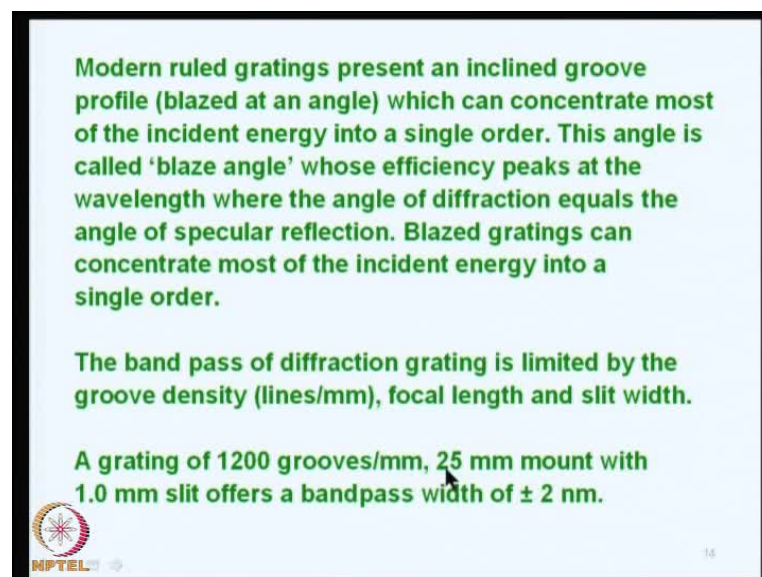 Modern ruled gratings present an inclined groove
profile (blazed at an angle) which can concentrate most
of the incident energy into a single order. This angle is
called ‘blaze angle’ whose efficiency peaks at the
wavelength where the angle of diffraction equals the
angle of specular reflection. Blazed gratings can
concentrate most of the incident energy into a
single order.
The band pass of diffraction grating is limited by the
groove density (lines/mm), focal length and slit width.
A grating of 1200 grooves/mm, 25 mm mount with
1.0 mm slit offers a bandpass width of ± 2 nm.
NPTEL
14